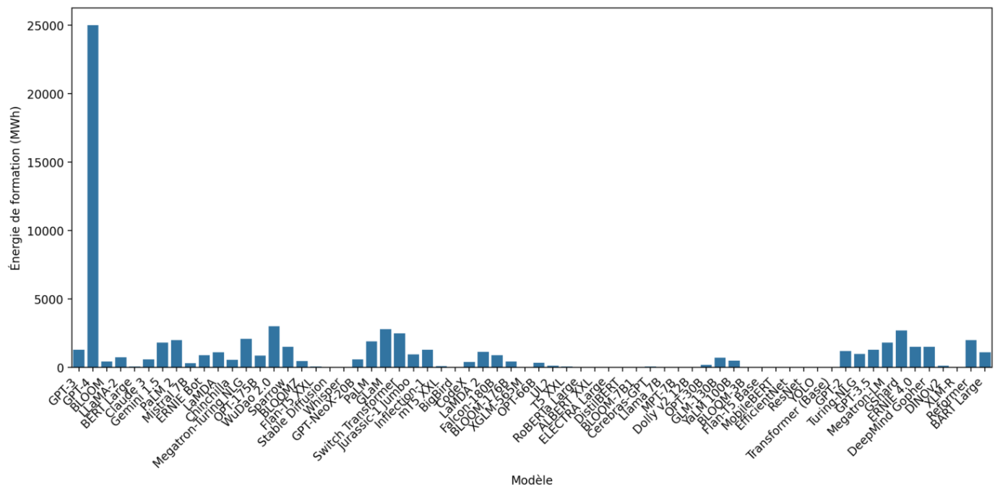 25000
20000
15000
10000
5000
0
Énergie de formation (MWh)
GPT-3
GPT-4
BLOOM
LLaMA-2
BERT Large
Claude 3
Gemini 1.5
PaLM 2
Mistral 7B
ERNIE Bot
LaMDA
Chinchilla
Megatron-Turing NLG
OPT-175B
WuDao 2.0
Sparrow
BLOOMZ
Flan-T5 XXL
Stable Diffusion
Whisper
GPT-NeoX-20B
PaLM
GLaM
Switch Transformer
Jurassic-1 Jumbo
Inflection-1
mT5 XXL
BigBird
Codex
LaMDA 2
Falcon-180B
BLOOM-176B
XGLM-565M
OPT-66B
UL2
T5 XXL
RoBERTa Large
ALBERT XXL
ELECTRA Large
DistilBERT
BLOOM-7B1
Cerebras-GPT
Llama 7B
MPT-7B
Dolly v2 12B
OPT-30B
GLM-130B
YaLM 100B
BLOOM-3B
Flan-T5 Base
MobileBERT
EfficientNet
ResNet
YOLO
Transformer (Base)
GPT-2
Turing-NLG
GPT-3.5
Megatron-LM
GShard
ERNIE 4.0
DeepMind Gopher
DINOv2
XLM-R
Reformer
BART Large
Modèle